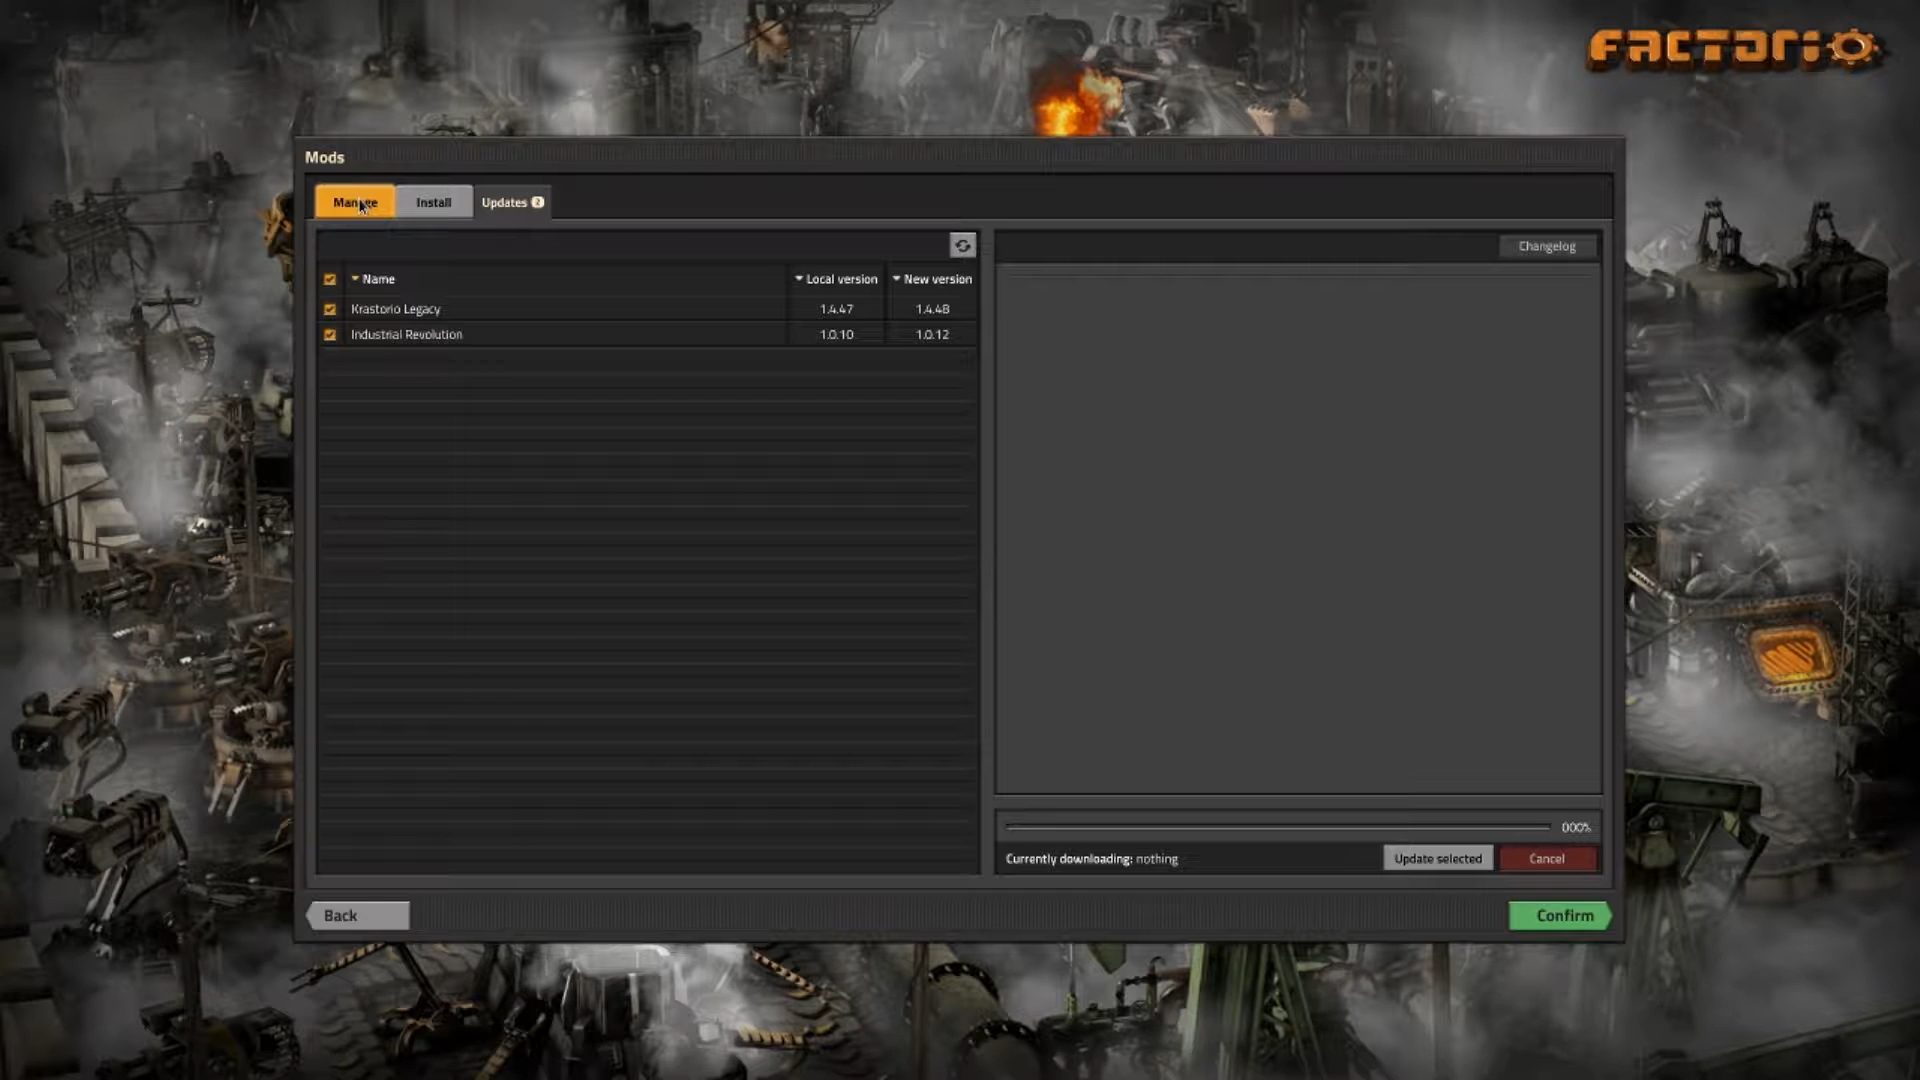 FACTORIO
Mods
Manage Install Updates 2
Changelog
Name Local version New version
Krastorio Legacy 1.4.47 1.4.48
Industrial Revolution 1.0.10 1.0.12
000%
Currently downloading: nothing Update selected Cancel
Back Confirm